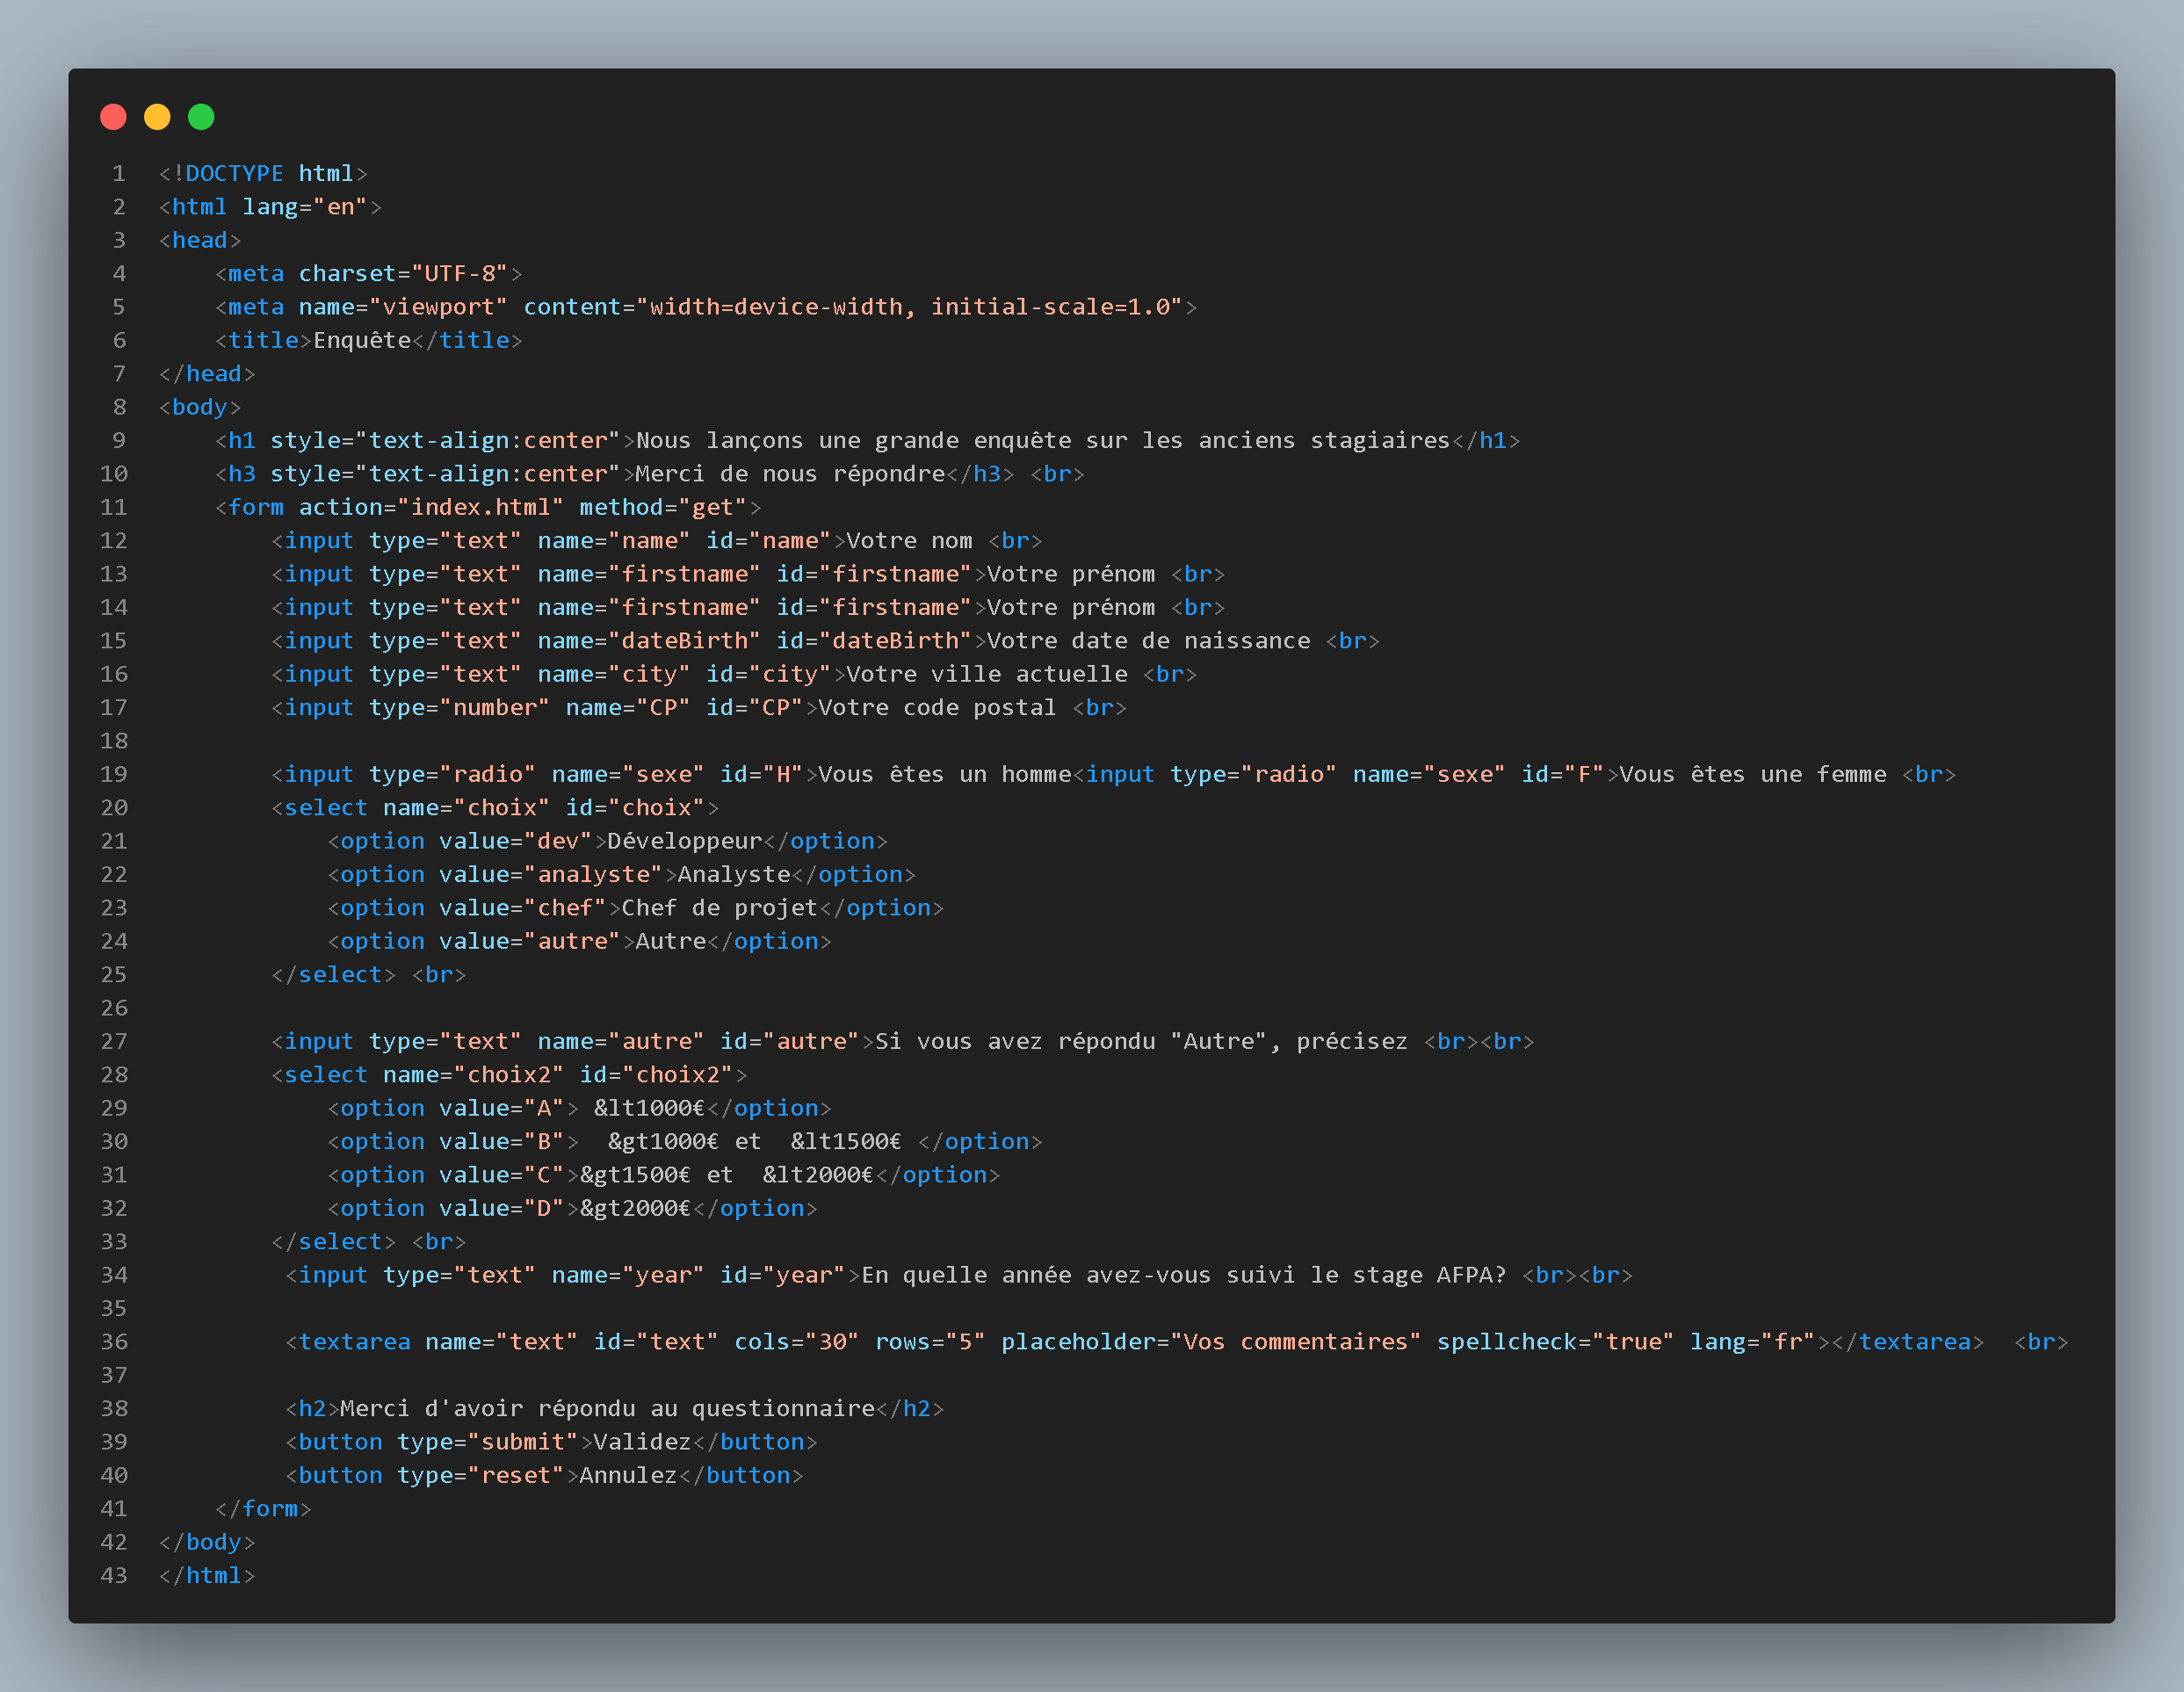 1 <!DOCTYPE html>
2 <html lang="en">
3 <head>
4     <meta charset="UTF-8">
5     <meta name="viewport" content="width=device-width, initial-scale=1.0">
6     <title>Enquête</title>
7 </head>
8 <body>
9     <h1 style="text-align:center">Nous lançons une grande enquête sur les anciens stagiaires</h1>
10     <h3 style="text-align:center">Merci de nous répondre</h3> <br>
11     <form action="index.html" method="get">
12         <input type="text" name="name" id="name">Votre nom <br>
13         <input type="text" name="firstname" id="firstname">Votre prénom <br>
14         <input type="text" name="firstname" id="firstname">Votre prénom <br>
15         <input type="text" name="dateBirth" id="dateBirth">Votre date de naissance <br>
16         <input type="text" name="city" id="city">Votre ville actuelle <br>
17         <input type="number" name="CP" id="CP">Votre code postal <br>
18
19         <input type="radio" name="sexe" id="H">Vous êtes un homme<input type="radio" name="sexe" id="F">Vous êtes une femme <br>
20         <select name="choix" id="choix">
21             <option value="dev">Développeur</option>
22             <option value="analyste">Analyste</option>
23             <option value="chef">Chef de projet</option>
24             <option value="autre">Autre</option>
25         </select> <br>
26
27         <input type="text" name="autre" id="autre">Si vous avez répondu "Autre", précisez <br><br>
28         <select name="choix2" id="choix2">
29             <option value="A"> &lt1000€</option>
30             <option value="B">  &gt1000€ et  &lt1500€ </option>
31             <option value="C">&gt1500€ et  &lt2000€</option>
32             <option value="D">&gt2000€</option>
33         </select> <br>
34          <input type="text" name="year" id="year">En quelle année avez-vous suivi le stage AFPA? <br><br>
35
36          <textarea name="text" id="text" cols="30" rows="5" placeholder="Vos commentaires" spellcheck="true" lang="fr"></textarea>  <br>
37
38          <h2>Merci d'avoir répondu au questionnaire</h2>
39          <button type="submit">Validez</button>
40          <button type="reset">Annulez</button>
41     </form>
42 </body>
43 </html>